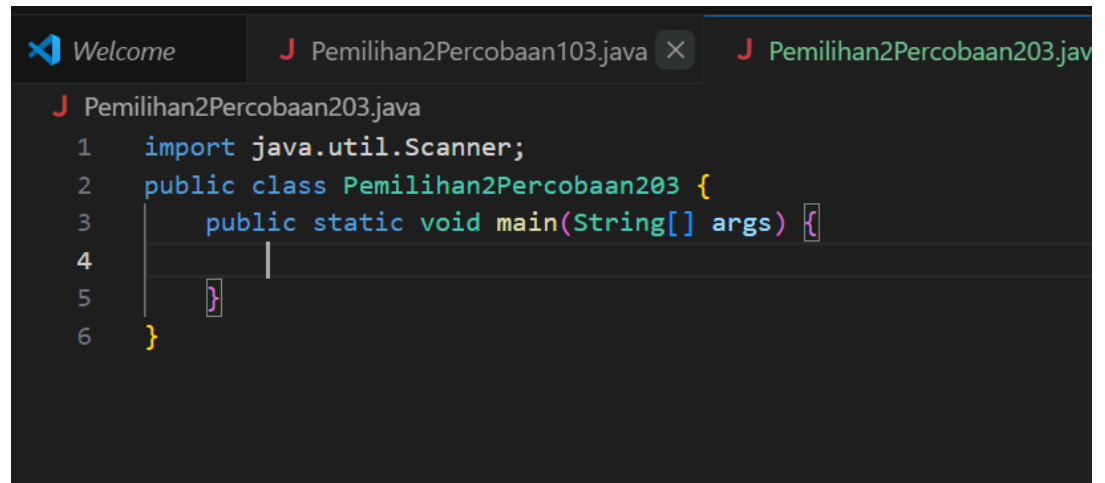 Welcome
J Pemilihan2Percobaan103.java ×
J Pemilihan2Percobaan203.jav
J Pemilihan2Percobaan203.java
1 import java.util.Scanner;
2 public class Pemilihan2Percobaan203 {
3 public static void main(String[] args) {
4
5 }
6 }